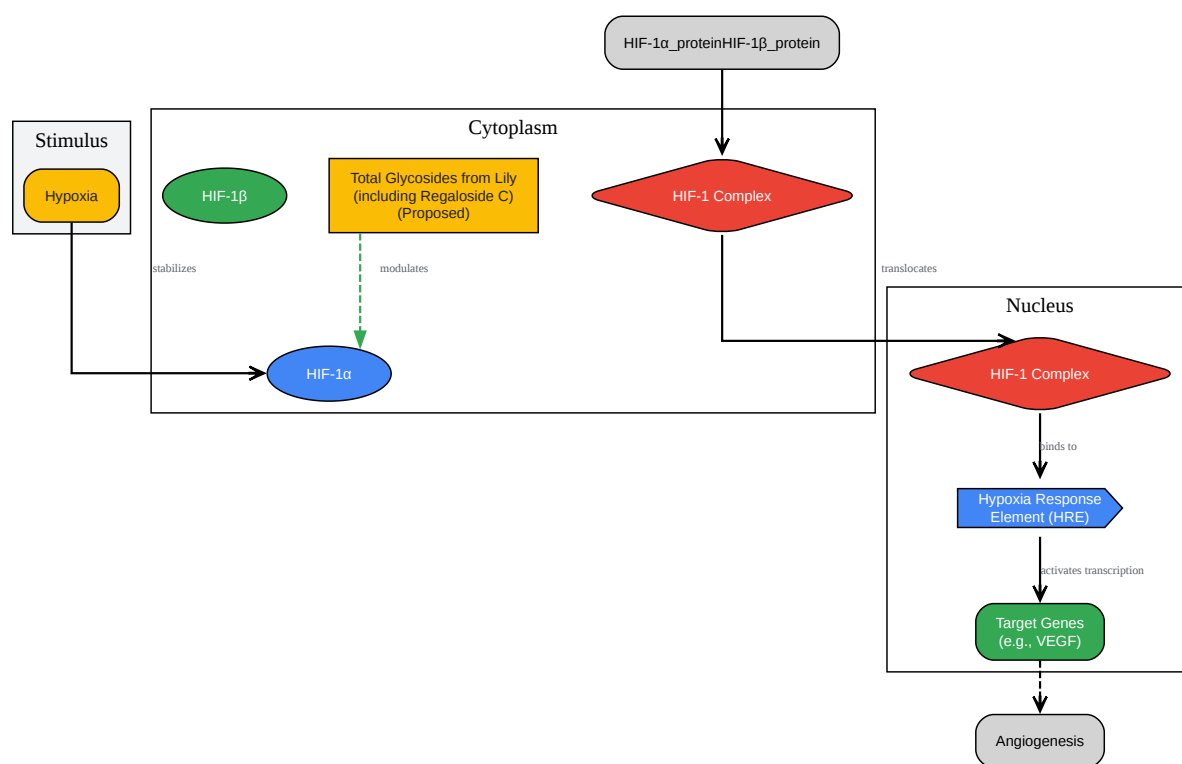 HIF-1α_proteinHIF-1β_protein
Stimulus
Hypoxia
Cytoplasm
HIF-1β
Total Glycosides from Lily
(including Regaloside C)
(Proposed)
HIF-1 Complex
stabilizes
modulates
translocates
HIF-1α
Nucleus
HIF-1 Complex
binds to
Hypoxia Response
Element (HRE)
activates transcription
Target Genes
(e.g., VEGF)
Angiogenesis